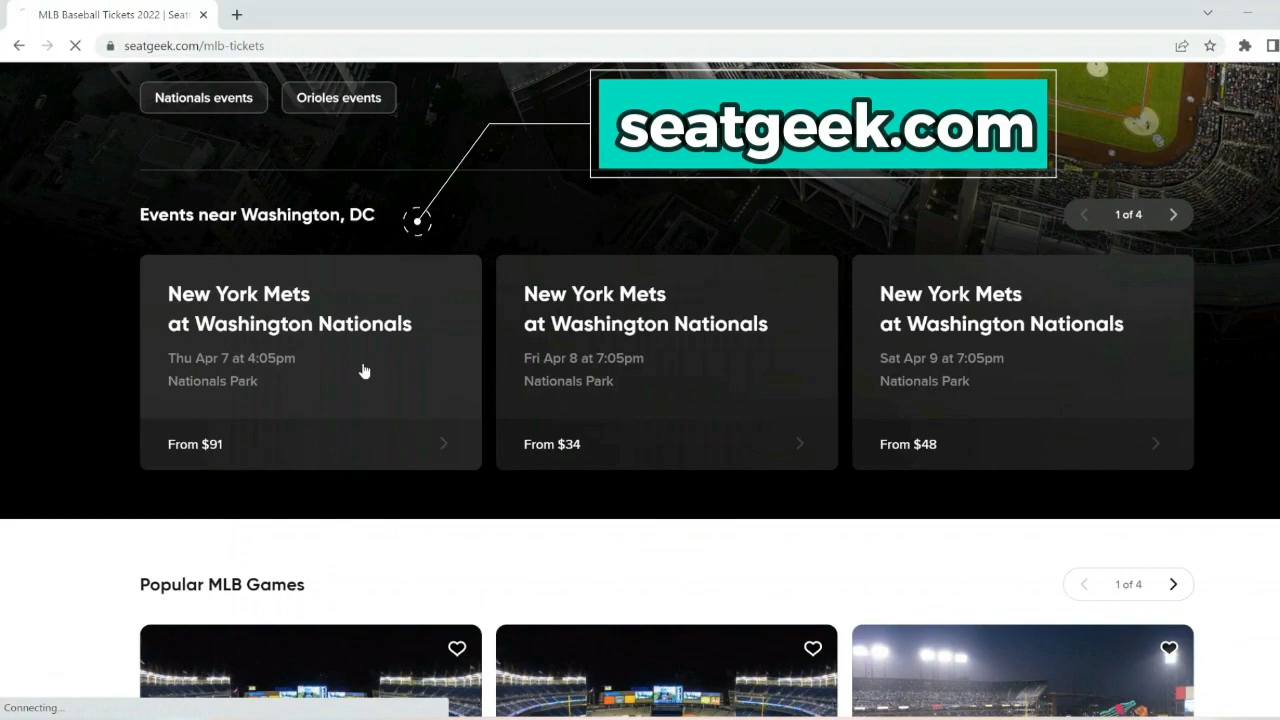 MLB Baseball Tickets 2022 | Seat
seatgeek.com/mlb-tickets
Nationals events
Orioles events
seatgeek.com
Events near Washington, DC
1 of 4
New York Mets
at Washington Nationals
Thu Apr 7 at 4:05pm
Nationals Park
From $91
New York Mets
at Washington Nationals
Fri Apr 8 at 7:05pm
Nationals Park
From $34
New York Mets
at Washington Nationals
Sat Apr 9 at 7:05pm
Nationals Park
From $48
Popular MLB Games
1 of 4
Connecting...